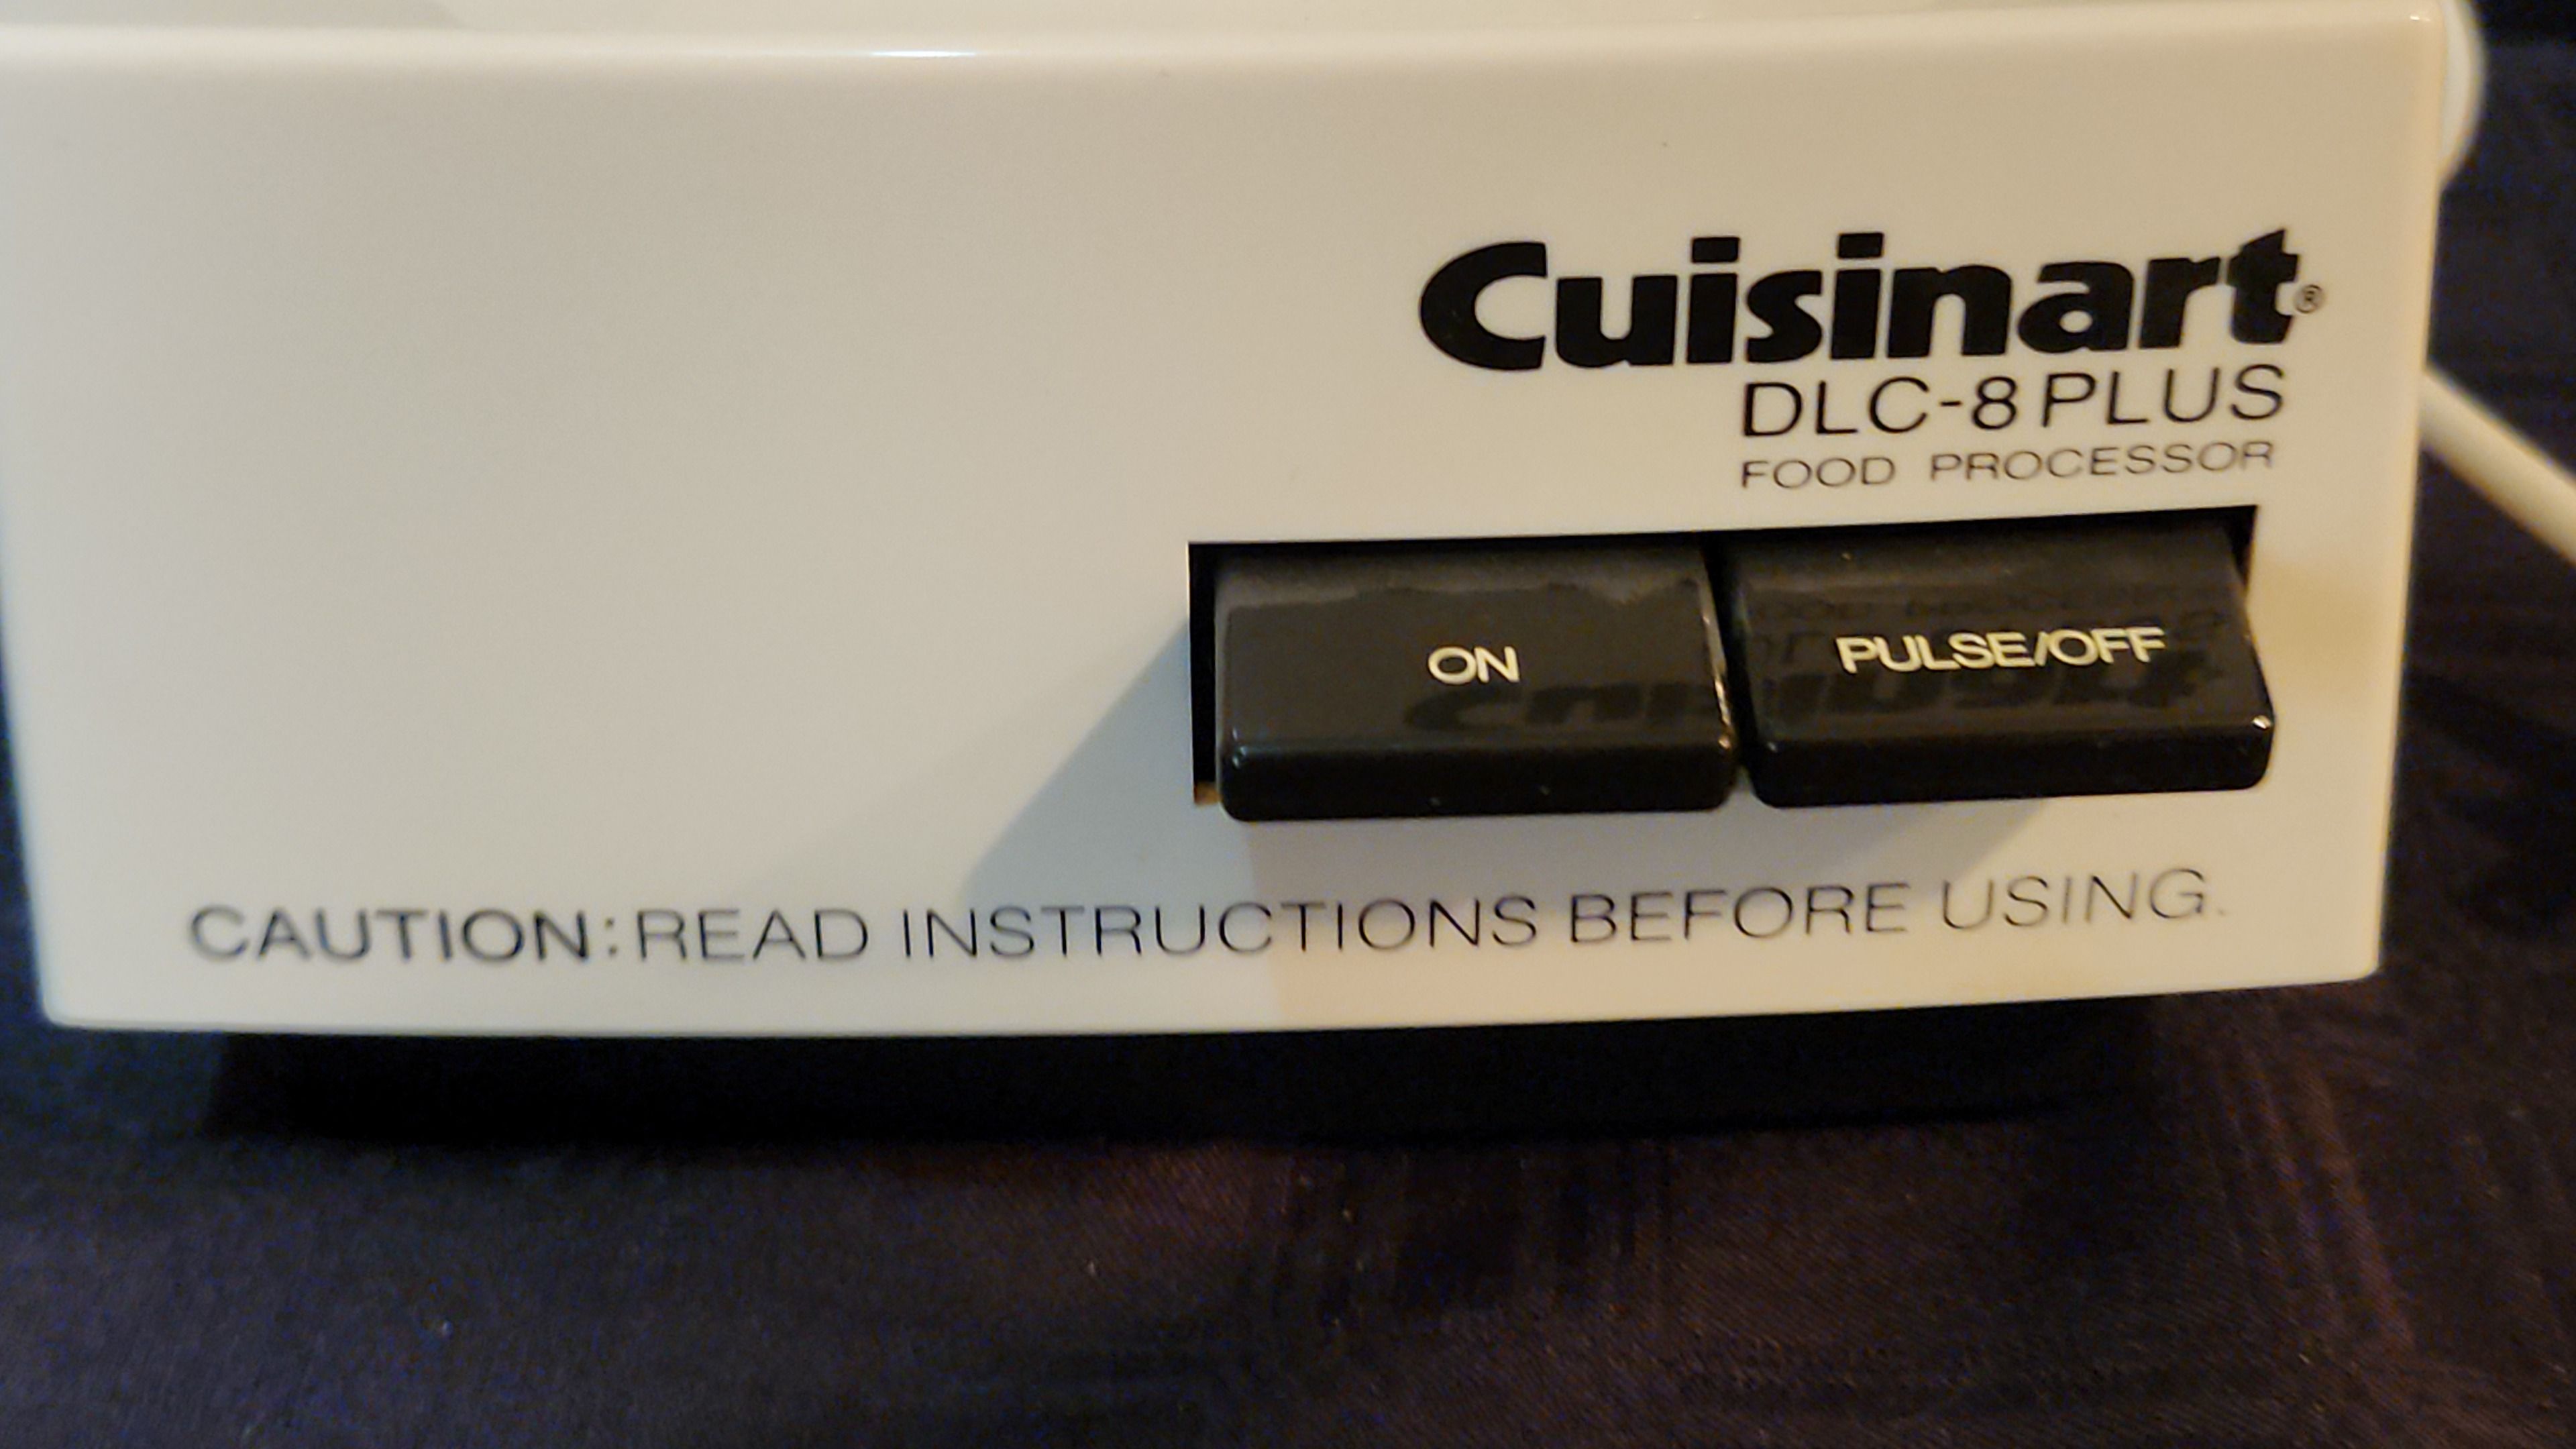 Cuisinart®
DLC-8 PLUS
FOOD PROCESSOR
ON PULSE/OFF
CAUTION: READ INSTRUCTIONS BEFORE USING.